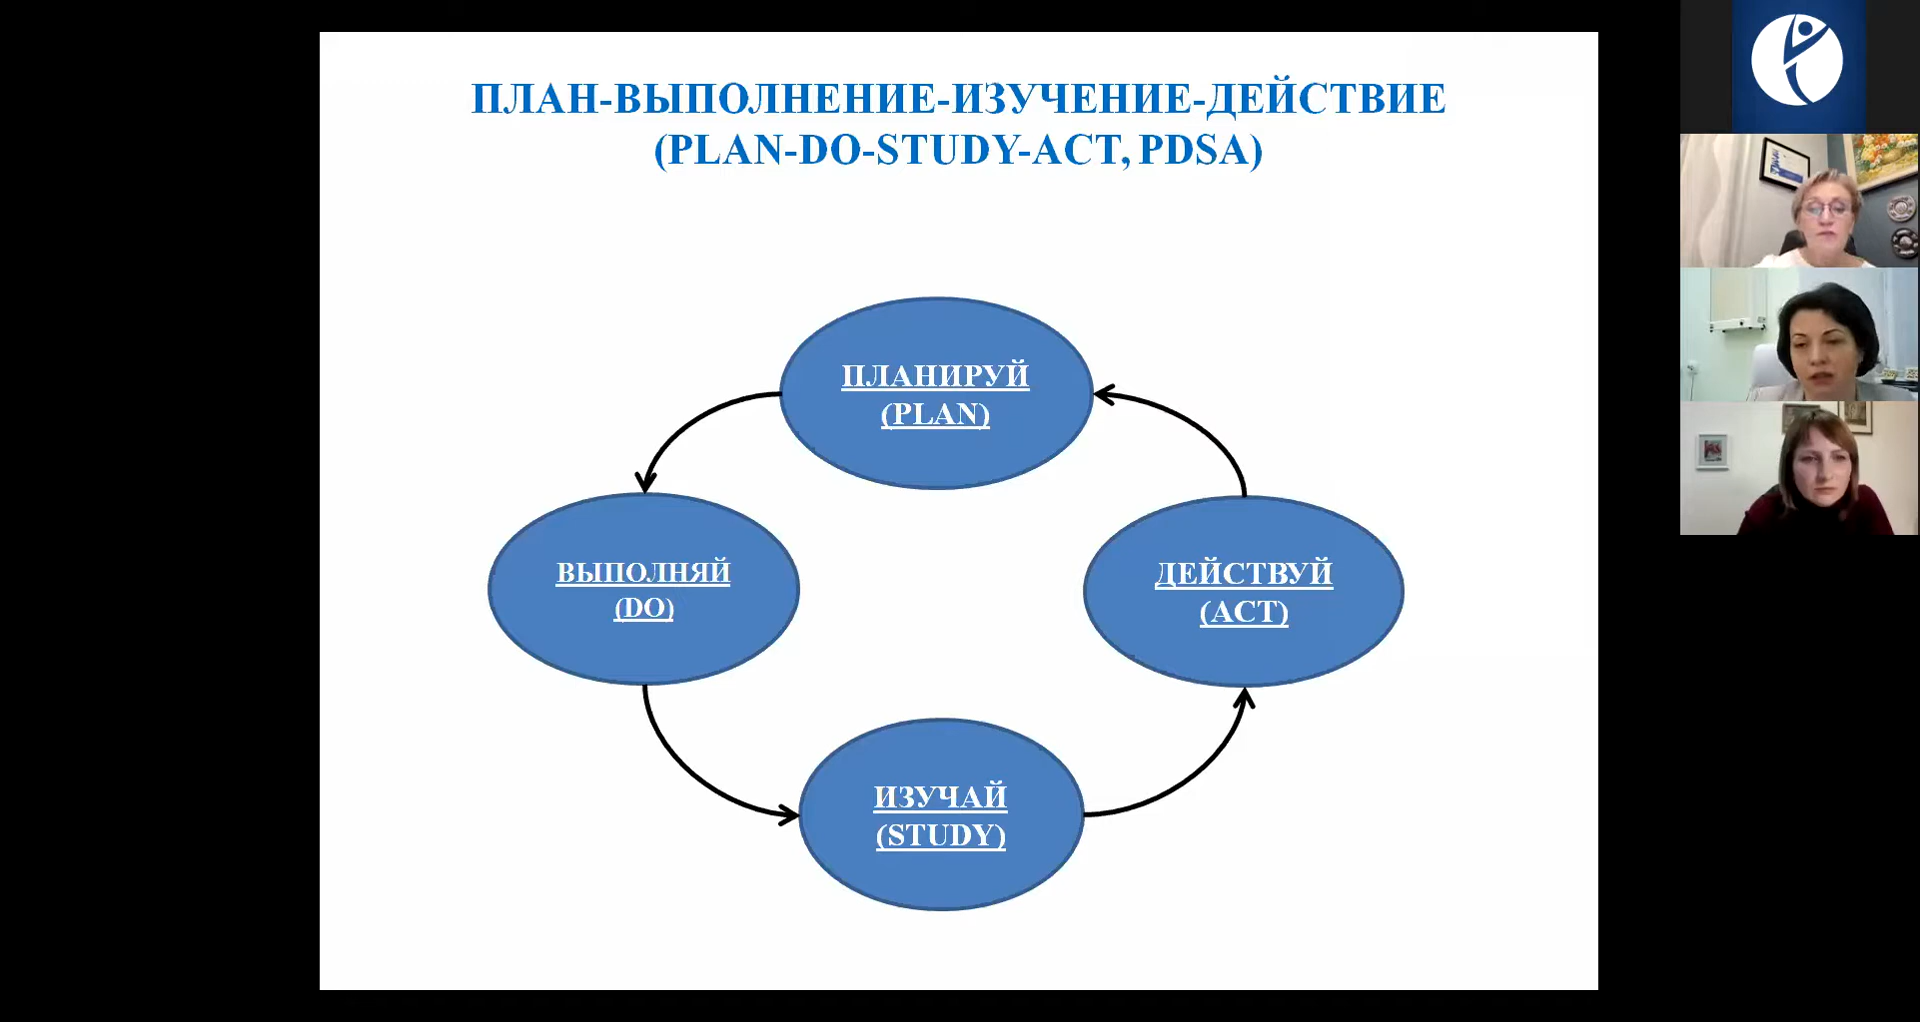 ПЛАН-ВЫПОЛНЕНИЕ-ИЗУЧЕНИЕ-ДЕЙСТВИЕ
(PLAN-DO-STUDY-ACT, PDSA)
ПЛАНИРУЙ
(PLAN)
ВЫПОЛНЯЙ
(DO)
ДЕЙСТВУЙ
(ACT)
ИЗУЧАЙ
(STUDY)